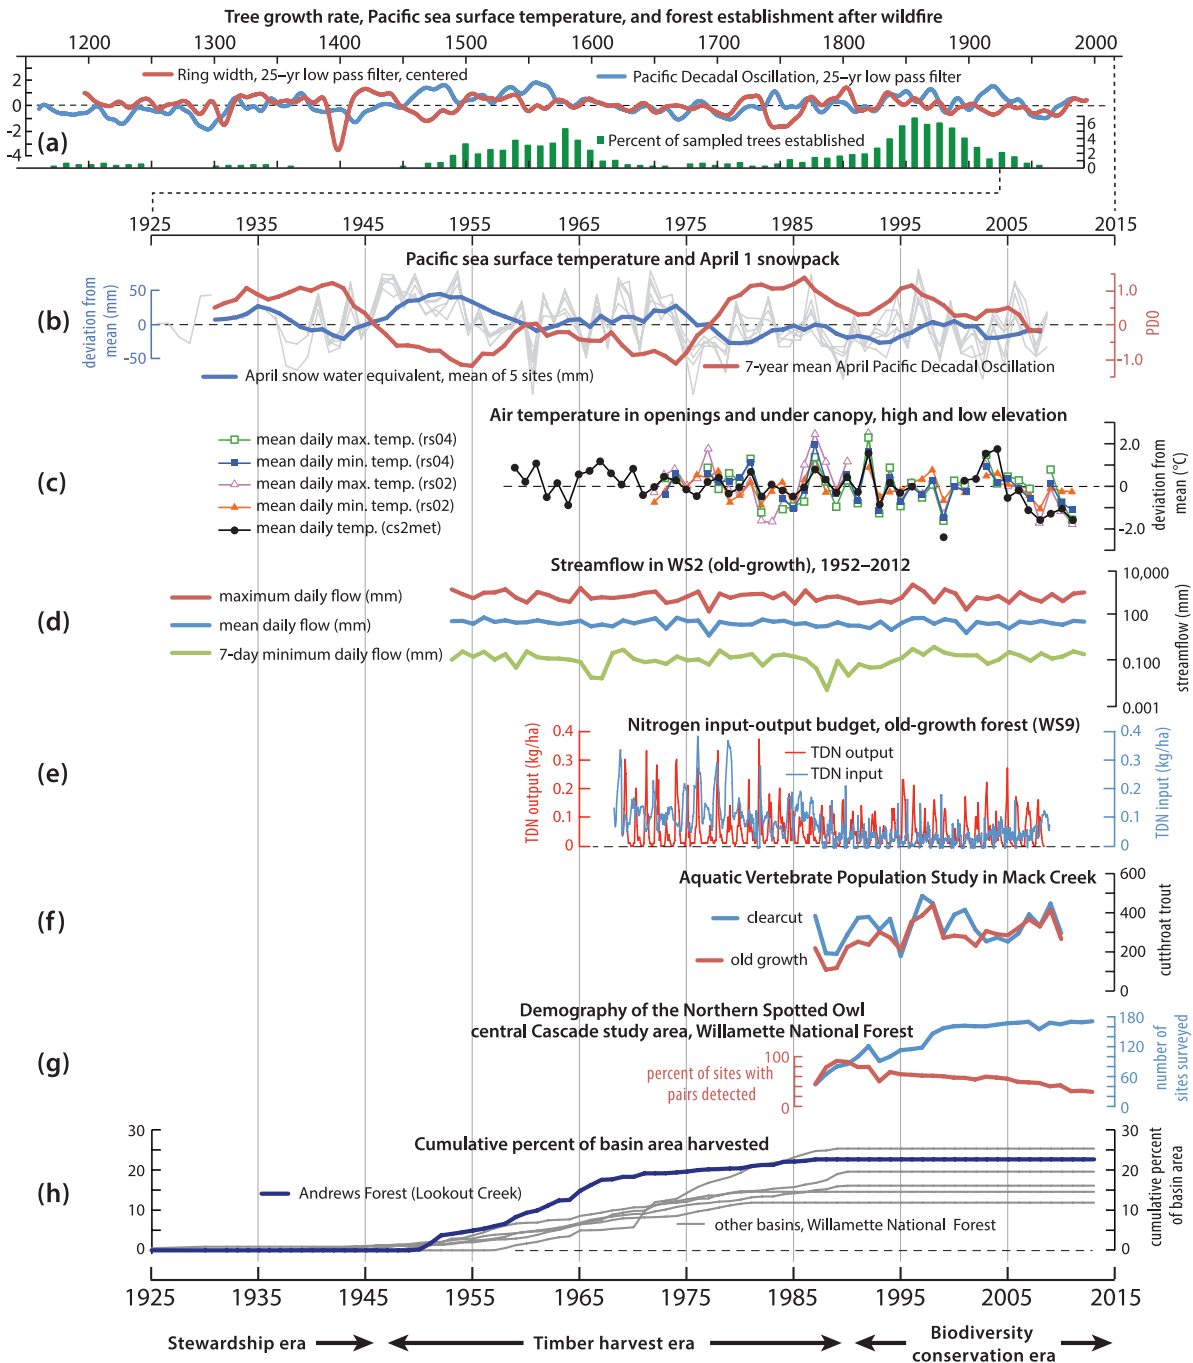 Tree growth rate, Pacific sea surface temperature, and forest establishment after wildfire
1200 1300 1400 1500 1600 1700 1800 1900 2000
2
0
-2
-4
Ring width, 25-yr low pass filter, centered
Pacific Decadal Oscillation, 25-yr low pass filter
(a)
Percent of sampled trees established
6
4
2
0
1925 1935 1945 1955 1965 1975 1985 1995 2005 2015
Pacific sea surface temperature and April 1 snowpack
(b)
deviation from
mean (mm)
50
0
-50
1.0
0
-1.0
PDO
April snow water equivalent, mean of 5 sites (mm)
7-year mean April Pacific Decadal Oscillation
Air temperature in openings and under canopy, high and low elevation
(c)
mean daily max. temp. (rs04)
mean daily min. temp. (rs04)
mean daily max. temp. (rs02)
mean daily min. temp. (rs02)
mean daily temp. (cs2met)
2.0
0
-2.0
deviation from
mean (°C)
Streamflow in WS2 (old-growth), 1952–2012
(d)
maximum daily flow (mm)
mean daily flow (mm)
7-day minimum daily flow (mm)
10,000
100
0.100
0.001
streamflow (mm)
Nitrogen input-output budget, old-growth forest (WS9)
(e)
TDN output (kg/ha)
0.4
0.3
0.2
0.1
0
TDN output
TDN input
0.4
0.3
0.2
0.1
0
TDN input (kg/ha)
Aquatic Vertebrate Population Study in Mack Creek
(f)
clearcut
old growth
600
400
200
0
cutthroat trout
Demography of the Northern Spotted Owl
central Cascade study area, Willamette National Forest
(g)
percent of sites with
pairs detected
100
0
180
120
60
0
number of
sites surveyed
Cumulative percent of basin area harvested
(h)
30
20
10
0
Andrews Forest (Lookout Creek)
other basins, Willamette National Forest
30
20
10
0
cumulative percent
of basin area
1925 1935 1945 1955 1965 1975 1985 1995 2005 2015
Stewardship era
Timber harvest era
Biodiversity
conservation era